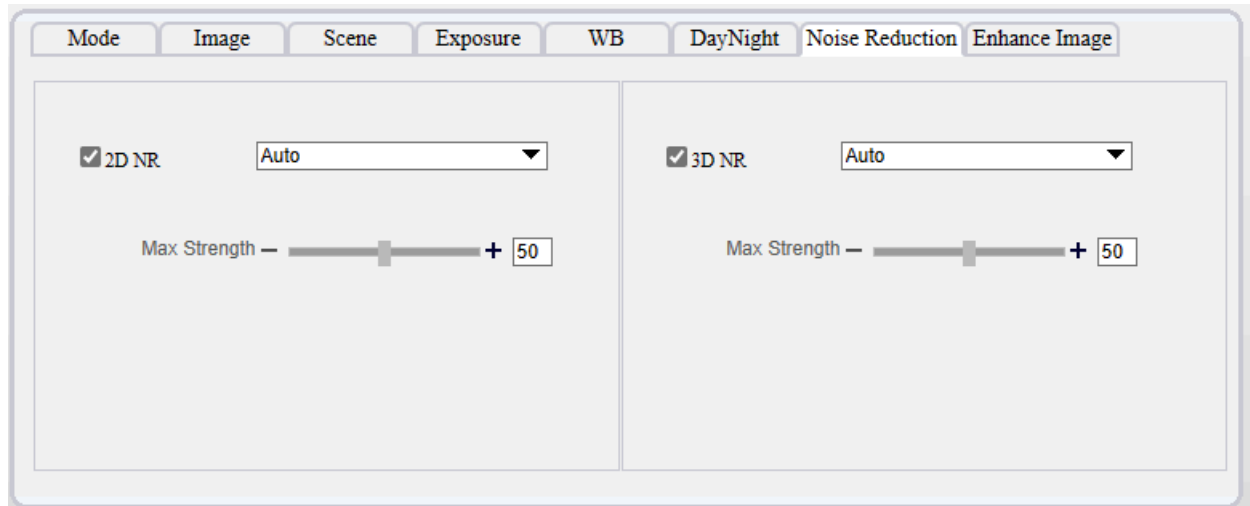 Mode Image Scene Exposure WB DayNight Noise Reduction Enhance Image
2D NR Auto
3D NR Auto
Max Strength 50
Max Strength 50